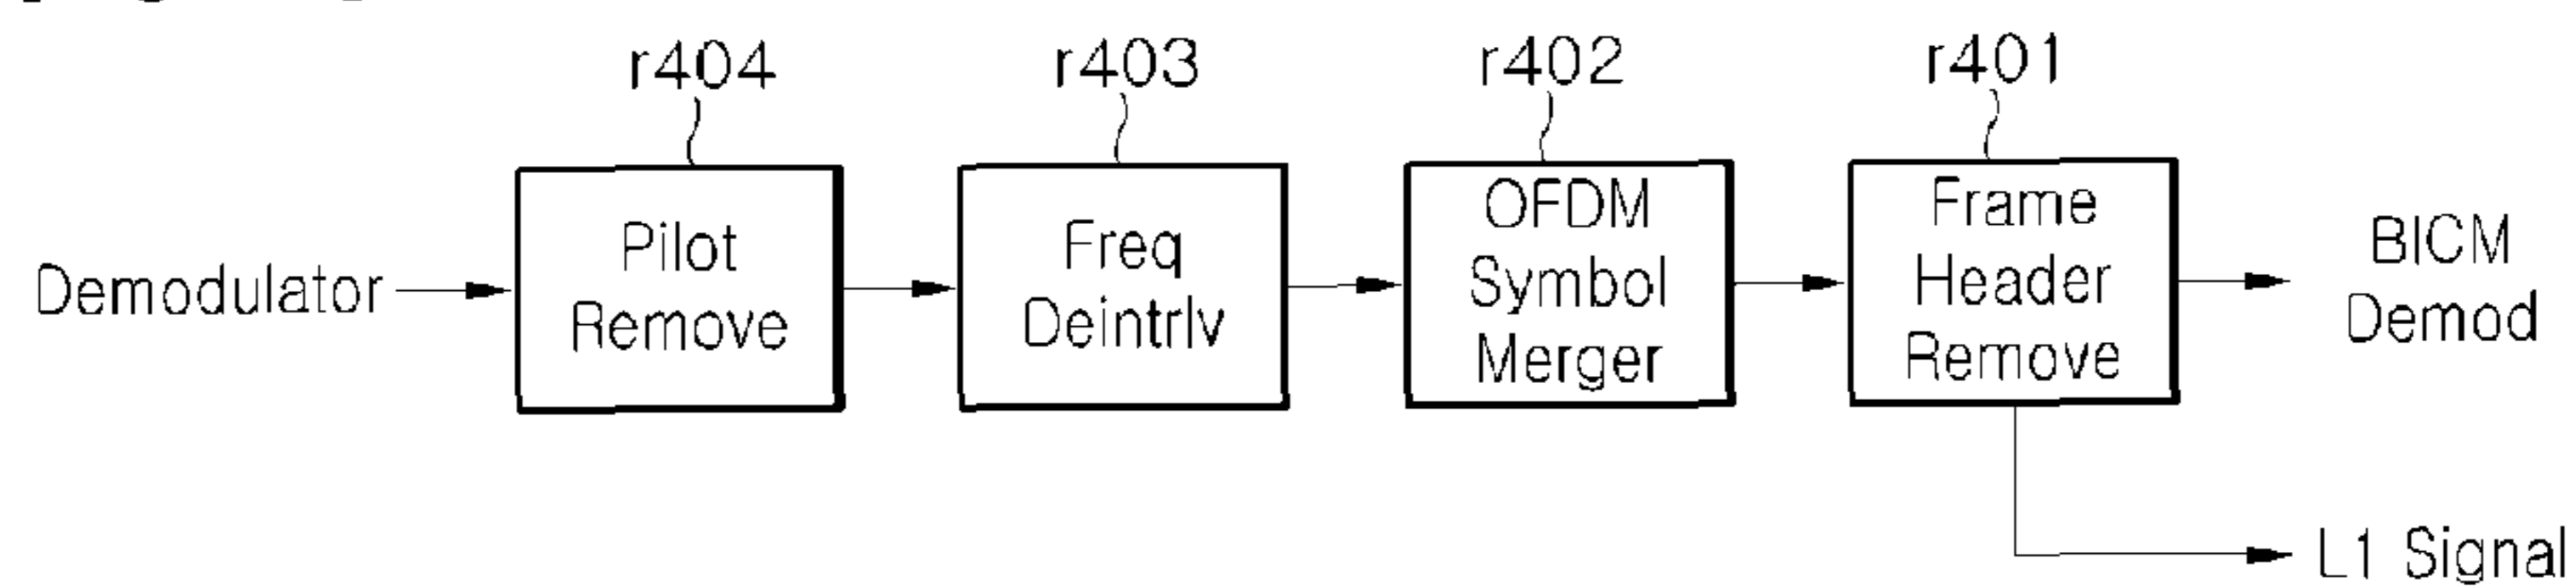 r404
r403
r402
r401
Demodulator
Pilot
Remove
Freq
Deintrlv
OFDM
Symbol
Merger
Frame
Header
Remove
BICM
Demod
L1 Signal